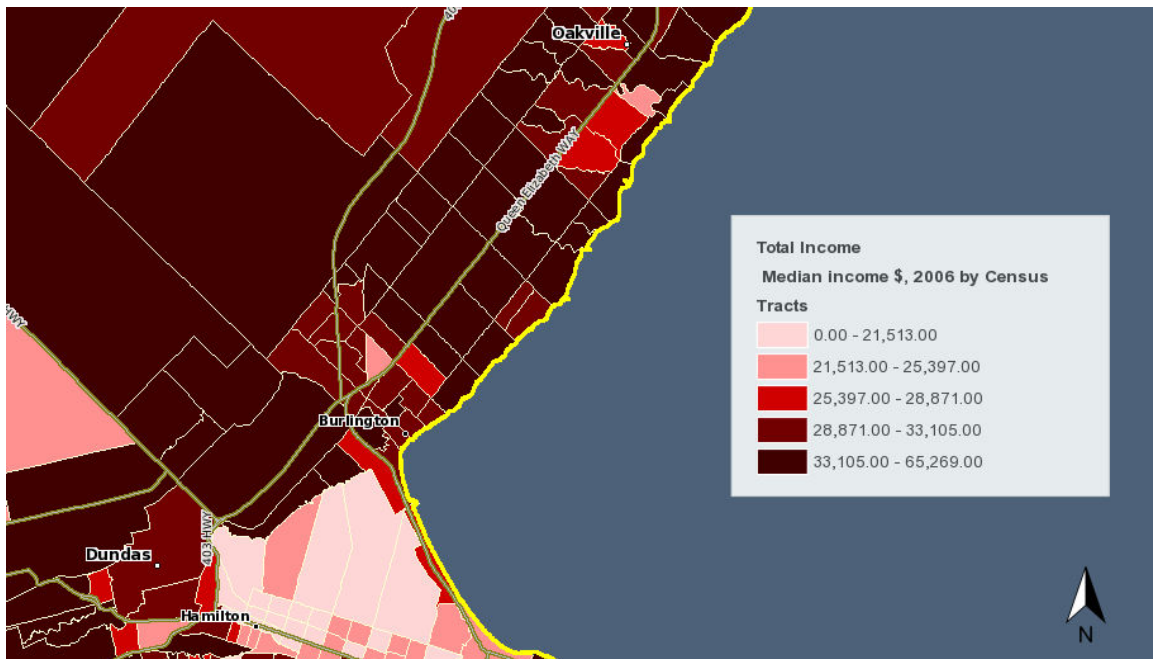 40
Oakville
Queen Elizabeth WAY
HWY
Burlington
403 HWY
Dundas
Hamilton
Total Income
Median income $, 2006 by Census
Tracts
0.00 - 21,513.00
21,513.00 - 25,397.00
25,397.00 - 28,871.00
28,871.00 - 33,105.00
33,105.00 - 65,269.00
N